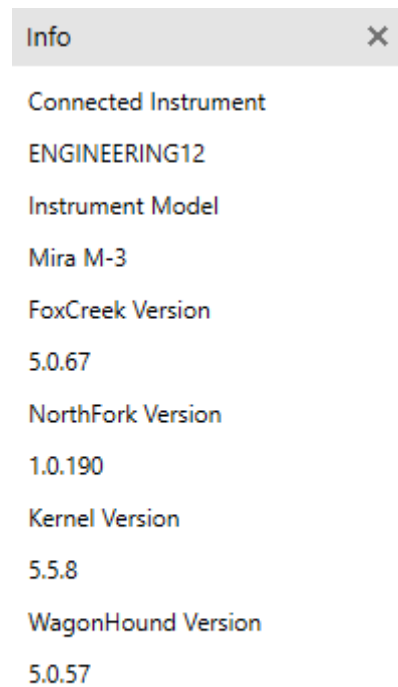 Info
Connected Instrument
ENGINEERING12
Instrument Model
Mira M-3
FoxCreek Version
5.0.67
NorthFork Version
1.0.190
Kernel Version
5.5.8
WagonHound Version
5.0.57